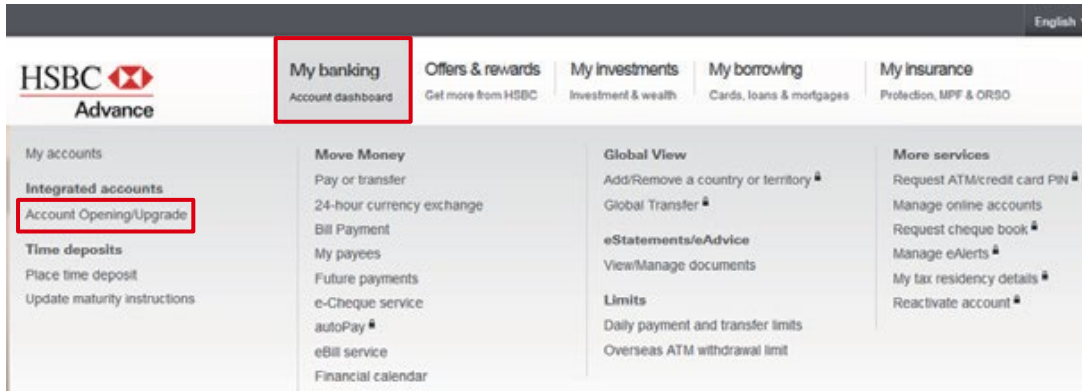 English
HSBC
Advance
My banking
Account dashboard
Offers & rewards
Get more from HSBC
My investments
Investment & wealth
My borrowing
Cards, loans & mortgages
My insurance
Protection, MPF & ORSO
My accounts
Integrated accounts
Account Opening/Upgrade
Time deposits
Place time deposit
Update maturity instructions
Move Money
Pay or transfer
24-hour currency exchange
Bill Payment
My payees
Future payments
e-Cheque service
autoPay
eBill service
Financial calendar
Global View
Add/Remove a country or territory
Global Transfer
eStatements/eAdvice
View/Manage documents
Limits
Daily payment and transfer limits
Overseas ATM withdrawal limit
More services
Request ATM/credit card PIN
Manage online accounts
Request cheque book
Manage eAlerts
My tax residency details
Reactivate account